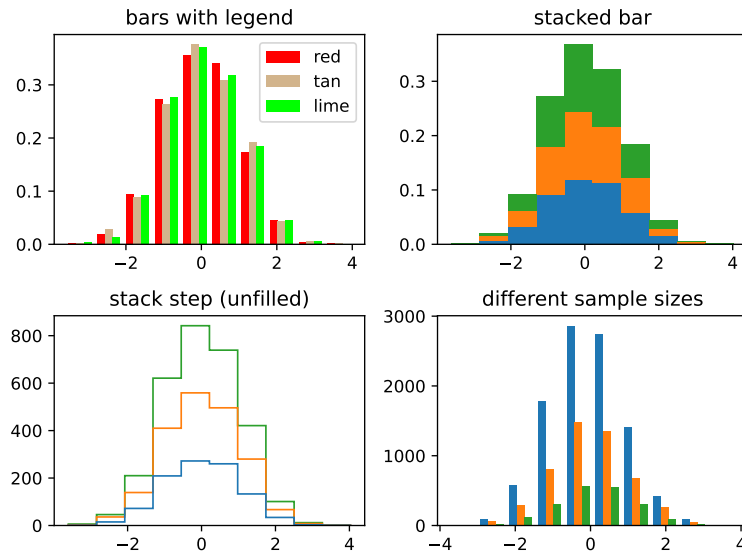 bars with legend
0.3
0.2
0.1
0.0
−2 0 2 4
red
tan
lime
stacked bar
0.3
0.2
0.1
0.0
−2 0 2 4
stack step (unfilled)
800
600
400
200
0
−2 0 2 4
different sample sizes
3000
2000
1000
0
−4 −2 0 2 4